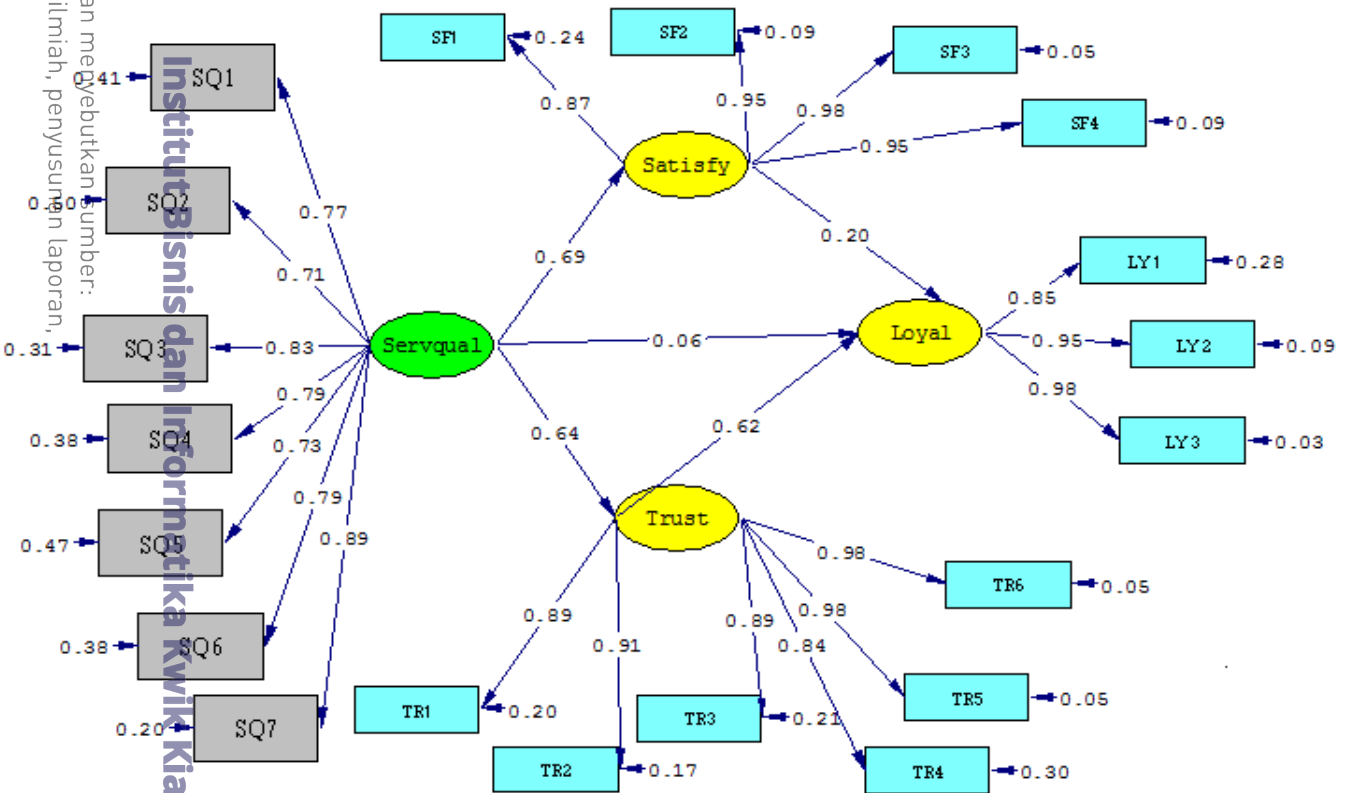 an menyebutkan sumber:
ilmiah, penyusunan laporan,
Institut Bisnis dan Informatika Kwik Kia
SF1
0.24
SF2
0.09
SF3
0.05
SF4
0.09
0.87
0.95
0.98
0.95
Satisfy
0.41
SQ1
SQ2
0.31
SQ3
0.38
SQ4
0.47
SQ5
0.38
SQ6
0.20
SQ7
0.77
0.71
0.83
0.79
0.73
0.79
0.89
Servqual
0.69
0.06
0.64
0.20
0.62
Loyal
0.85
0.95
0.98
LY1
0.28
LY2
0.09
LY3
0.03
Trust
0.89
0.91
0.89
0.84
0.98
0.98
TR1
0.20
TR2
0.17
TR3
0.21
TR4
0.30
TR5
0.05
TR6
0.05